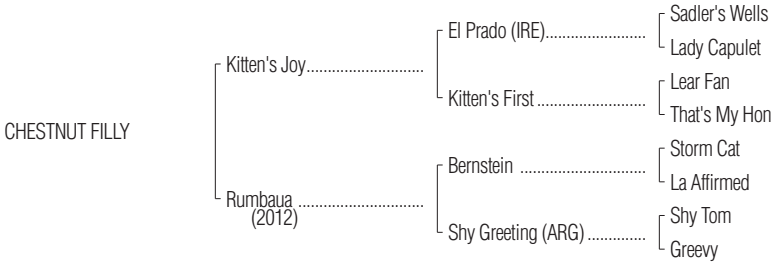 Sadler's Wells
El Prado (IRE)........................
Lady Capulet
Kitten's Joy............................
Lear Fan
Kitten's First ..........................
That's My Hon
CHESTNUT FILLY
Storm Cat
Bernstein ..............................
La Affirmed
Rumbaua ..............................
(2012)
Shy Tom
Shy Greeting (ARG) ..............
Greevy